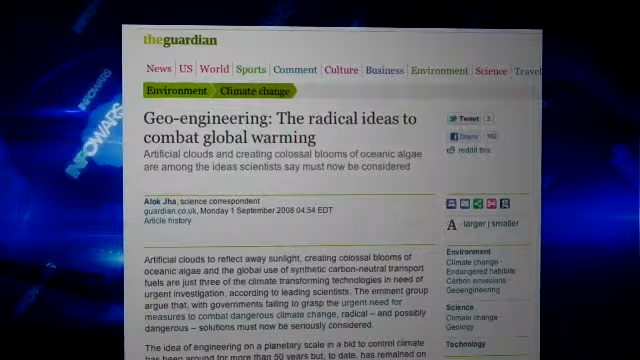 theguardian
News US World Sports Comment Culture Business Environment Science Travel
Environment Climate change
Geo-engineering: The radical ideas to
combat global warming
Artificial clouds and creating colossal blooms of oceanic algae
are among the ideas scientists say must now be considered
Tweet 3
Share 162
reddit this
INFOWARS
INFOWARS
Alok Jha, science correspondent
guardian.co.uk, Monday 1 September 2008 04.54 EDT
Article history
A larger | smaller
Artificial clouds to reflect away sunlight, creating colossal blooms of
oceanic algae and the global use of synthetic carbon-neutral transport
fuels are just three of the climate transforming technologies in need of
urgent investigation, according to leading scientists. The eminent group
argue that, with governments failing to grasp the urgent need for
measures to combat dangerous climate change, radical – and possibly
dangerous – solutions must now be seriously considered.
The idea of engineering on a planetary scale in a bid to combat climate
has been around for more than 50 years but, to date, has remained on
Environment
Climate change ·
Endangered habitats
Carbon emissions ·
Geoengineering
Science
Climate change ·
Geology
Technology